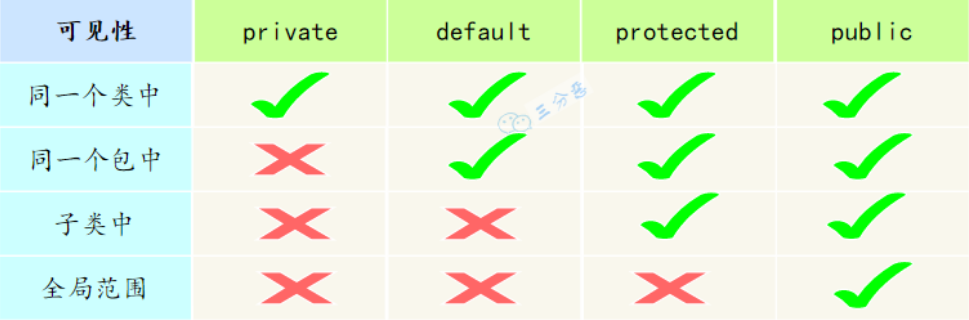 可见性 private default protected public
同一个类中
三分恶
同一个包中
子类中
全局范围